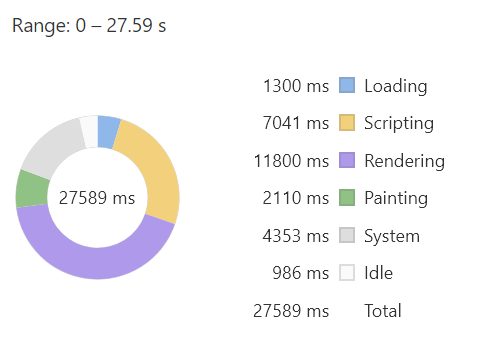 Range: 0 – 27.59 s
27589 ms
1300 ms Loading
7041 ms Scripting
11800 ms Rendering
2110 ms Painting
4353 ms System
986 ms Idle
27589 ms Total